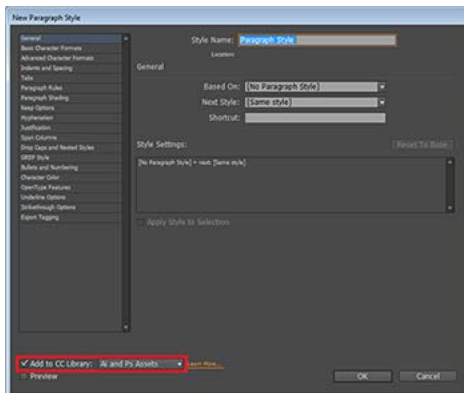 New Paragraph Style
General
Basic Character Formats
Advanced Character Formats
Indents and Spacing
Tabs
Paragraph Rules
Paragraph Shading
Keep Options
Hyphenation
Justification
Span Columns
Drop Caps and Nested Styles
GREP Style
Bullets and Numbering
Character Color
OpenType Features
Underline Options
Strikethrough Options
Export Tagging
Style Name: Paragraph Style
Location:
General
Based On: [No Paragraph Style]
Next Style: [Same style]
Shortcut:
Style Settings: Reset To Base
[No Paragraph Style] + next: [Same style]
Apply Style to Selection
Add to CC Library: Ai and Ps Assets Learn More...
Preview
OK Cancel